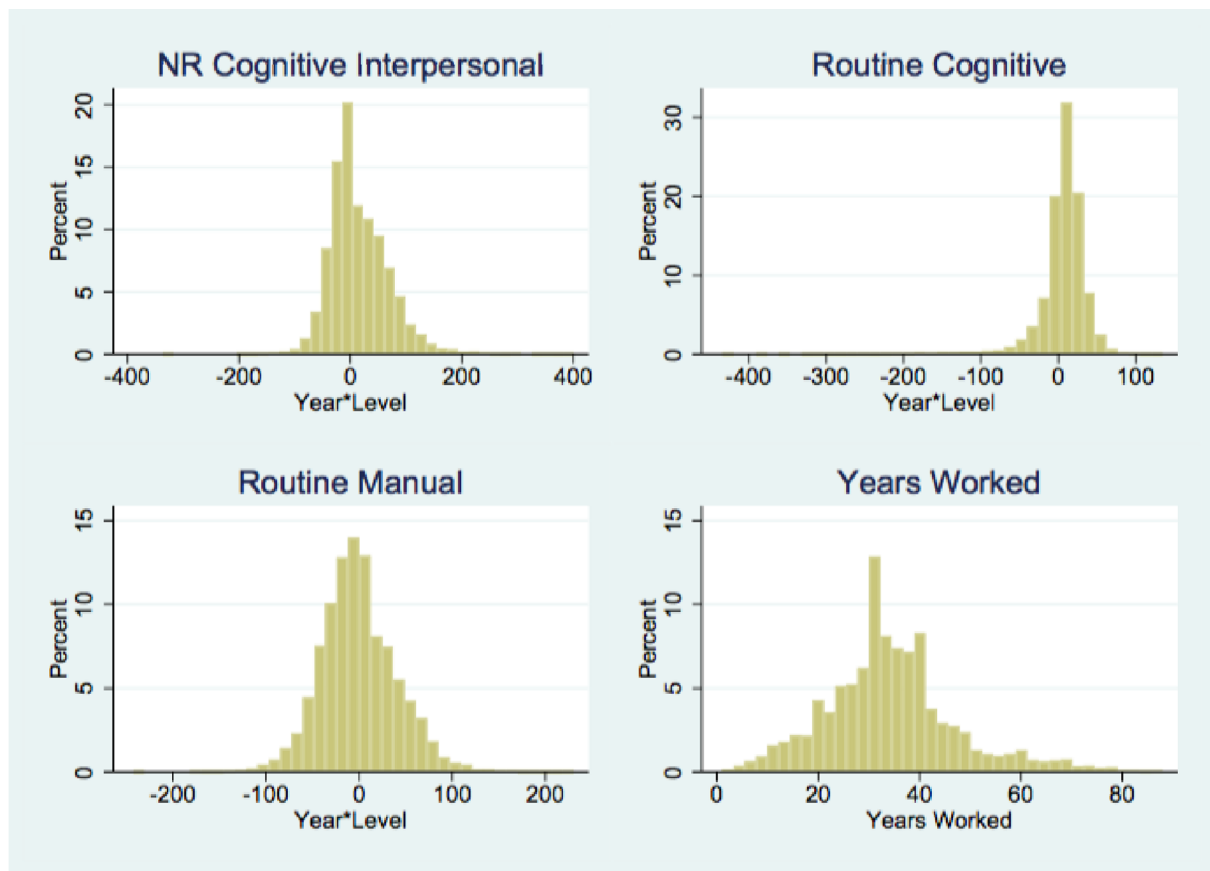 NR Cognitive Interpersonal
Percent
20
15
10
5
0
-400 -200 0 200 400
Year*Level
Routine Cognitive
Percent
30
20
10
0
-400 -300 -200 -100 0 100
Year*Level
Routine Manual
Percent
15
10
5
0
-200 -100 0 100 200
Year*Level
Years Worked
Percent
15
10
5
0
0 20 40 60 80
Years Worked